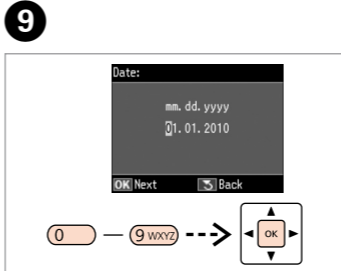 9
Date:
mm.dd.yyyy
01.01.2010
OK Next Back
0 — 9 WXYZ OK